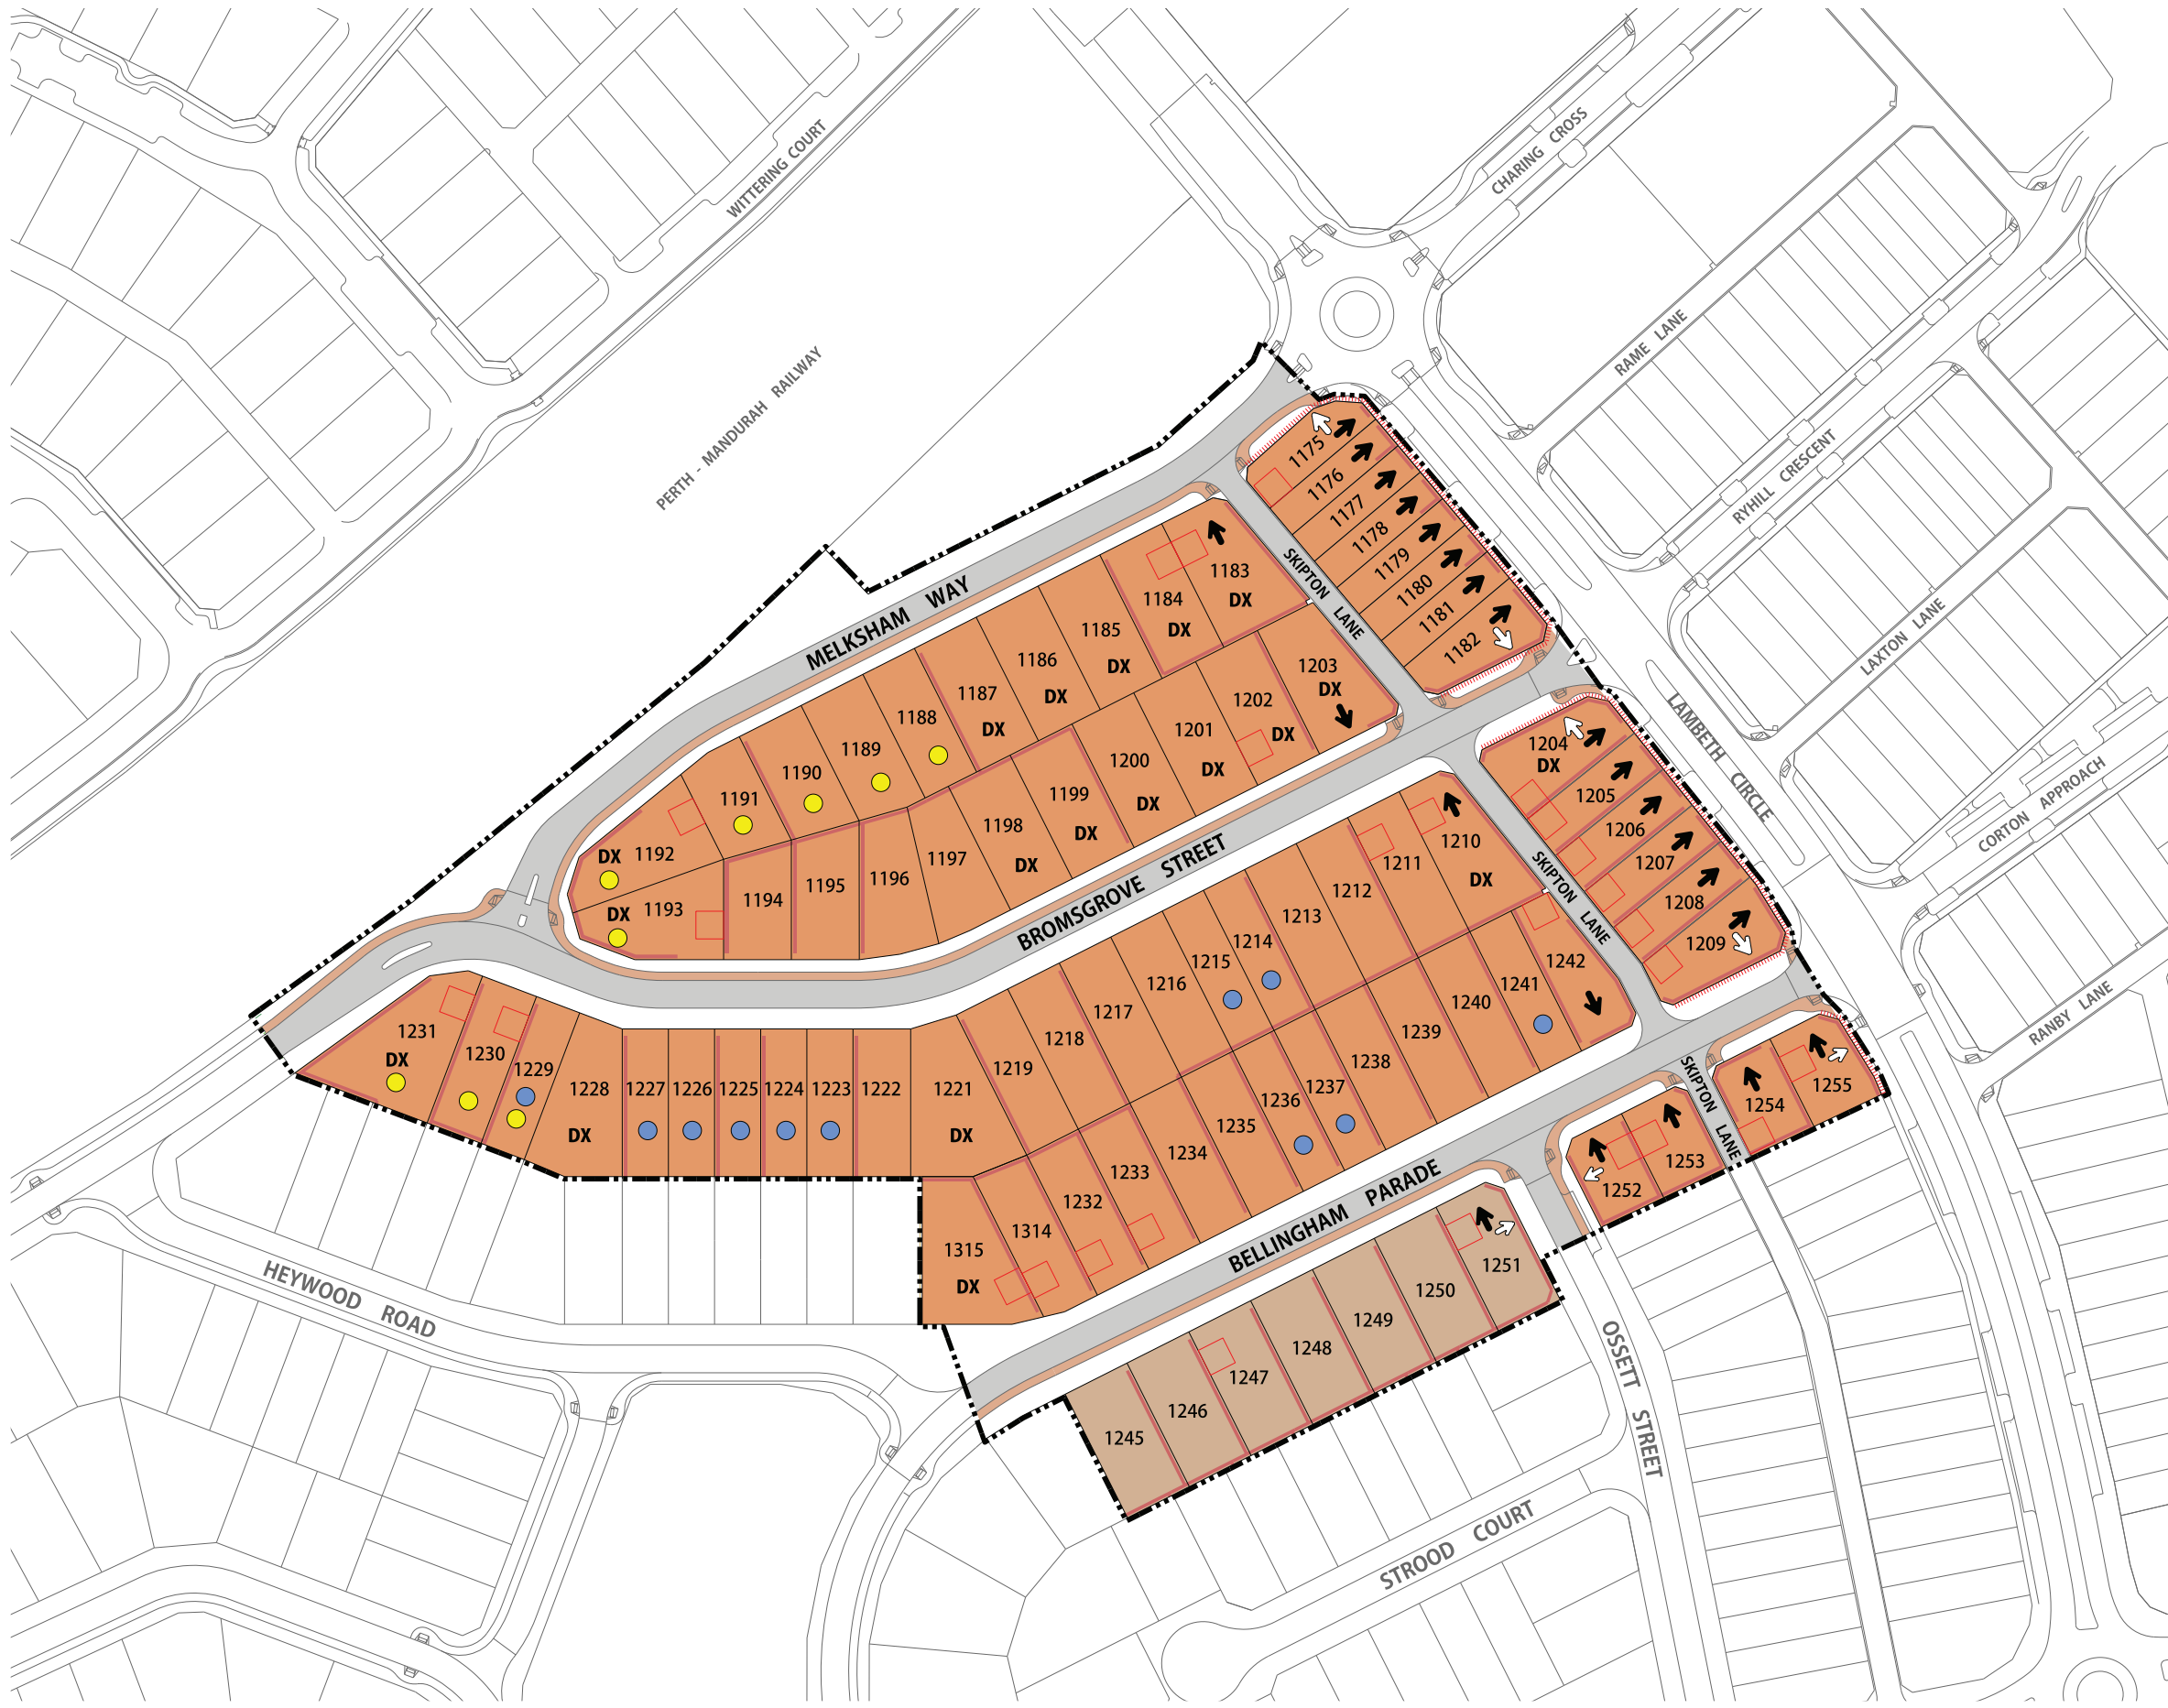 WITTERING COURT
CHARING CROSS
PERTH - MANDURAH RAILWAY
RAME LANE
RYHILL CRESCENT
LAXTON LANE
CORTON APPROACH
RANBY LANE
LAMBETH CIRCLE
MELKSHAM WAY
SKIPTON LANE
BROMSGROVE STREET
SKIPTON LANE
BELLINGHAM PARADE
SKIPTON LANE
HEYWOOD ROAD
OSSETT STREET
STROOD COURT
1175
1176
1177
1178
1179
1180
1181
1182
1183
DX
1184
DX
1185
DX
1186
DX
1187
DX
1188
1189
1190
1191
DX 1192
DX 1193
1194
1195
1196
1197
1198
DX
1199
DX
1200
DX
1201
DX
1202
DX
1203
DX
1204
DX
1205
1206
1207
1208
1209
1210
DX
1211
1212
1213
1214
1215
1216
1217
1218
1219
1221
DX
1222
1223
1224
1225
1226
1227
1228
DX
1229
1230
1231
DX
1232
1233
1234
1235
1236
1237
1238
1239
1240
1241
1242
1314
1315
DX
1245
1246
1247
1248
1249
1250
1251
1252
1253
1254
1255